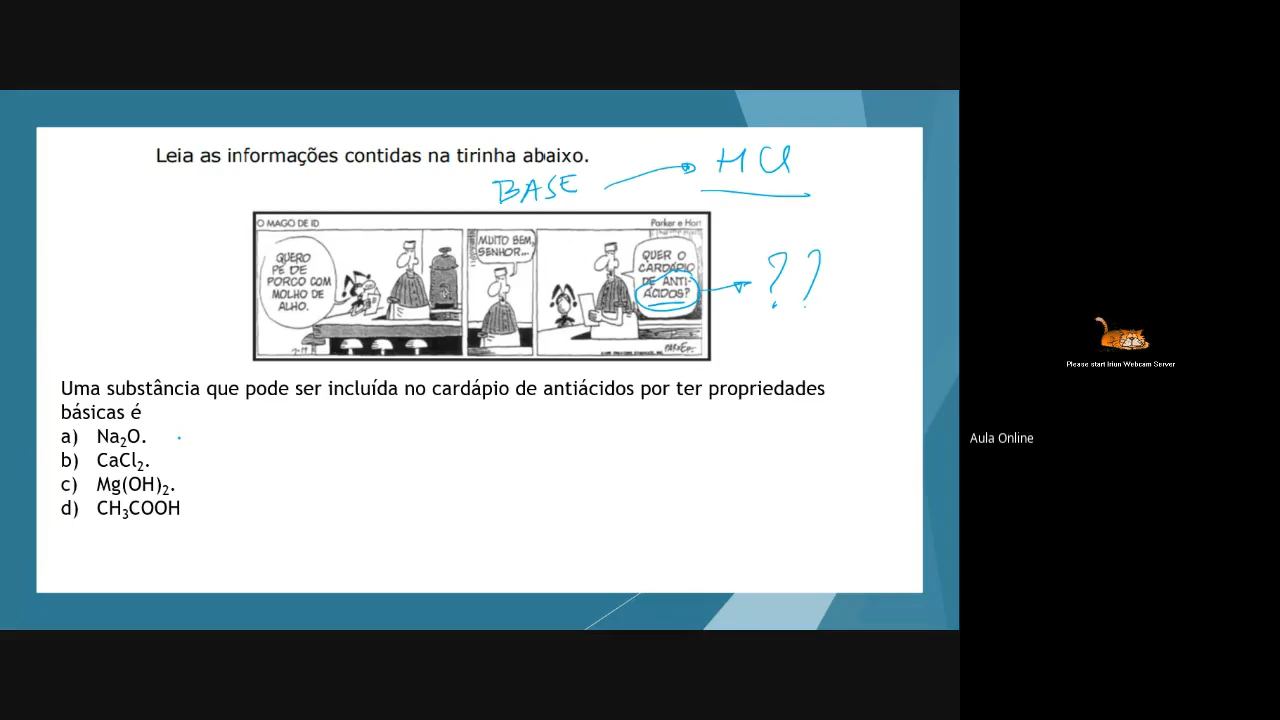 Leia as informações contidas na tirinha abaixo.
BASE
HCl
O MAGO DE ID
Parker e Hart
QUERO
PÉ DE
PORCO COM
MOLHO DE
ALHO.
MUITO BEM,
SENHOR...
QUER O
CARDÁPIO
DE ANTI-
ÁCIDOS?
??
Uma substância que pode ser incluída no cardápio de antiácidos por ter propriedades
básicas é
a) Na₂O.
b) CaCl₂.
c) Mg(OH)₂.
d) CH₃COOH
Please start Iriun Webcam Server
Aula Online